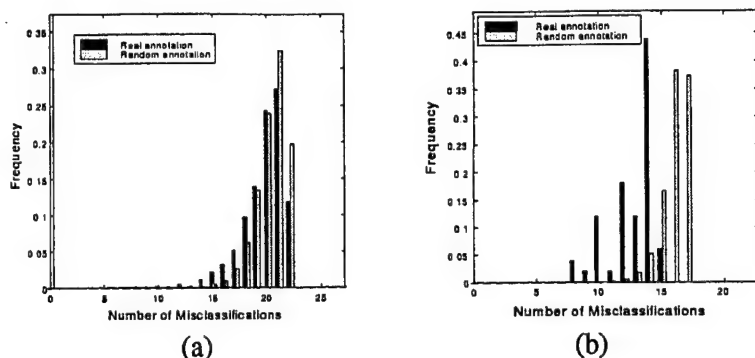 Real annotation
Random annotation
0.35
0 3
0.25
0 2
0 15
0 1
0 05
0
Frequency
0
5
10
15
20
25
Number of Misclassifications
(a)
Real annotation
Random annotation
0.45
0.4
0.35
0.3
0.25
0.2
0.15
0.1
0.05
0
Frequency
0
5
10
15
20
Number of Misclassifications
(b)